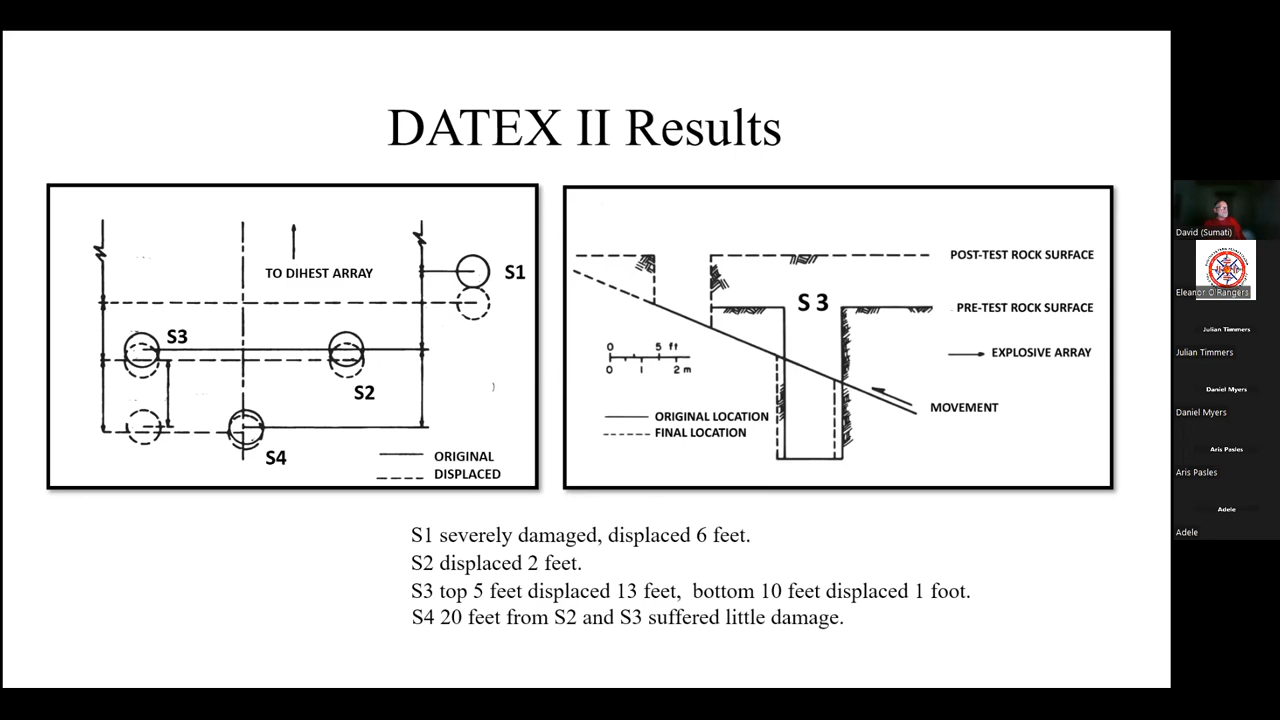 DATEX II Results
TO DIHEST ARRAY
S1
S3
S2
S4
ORIGINAL
DISPLACED
POST-TEST ROCK SURFACE
S 3
PRE-TEST ROCK SURFACE
0 5 ft
0 1 2 m
EXPLOSIVE ARRAY
MOVEMENT
ORIGINAL LOCATION
FINAL LOCATION
S1 severely damaged, displaced 6 feet.
S2 displaced 2 feet.
S3 top 5 feet displaced 13 feet, bottom 10 feet displaced 1 foot.
S4 20 feet from S2 and S3 suffered little damage.
David (Sumati)
Eleanor O'Rangers
Julian Timmers
Julian Timmers
Daniel Myers
Daniel Myers
Aris Pasles
Aris Pasles
Adele
Adele